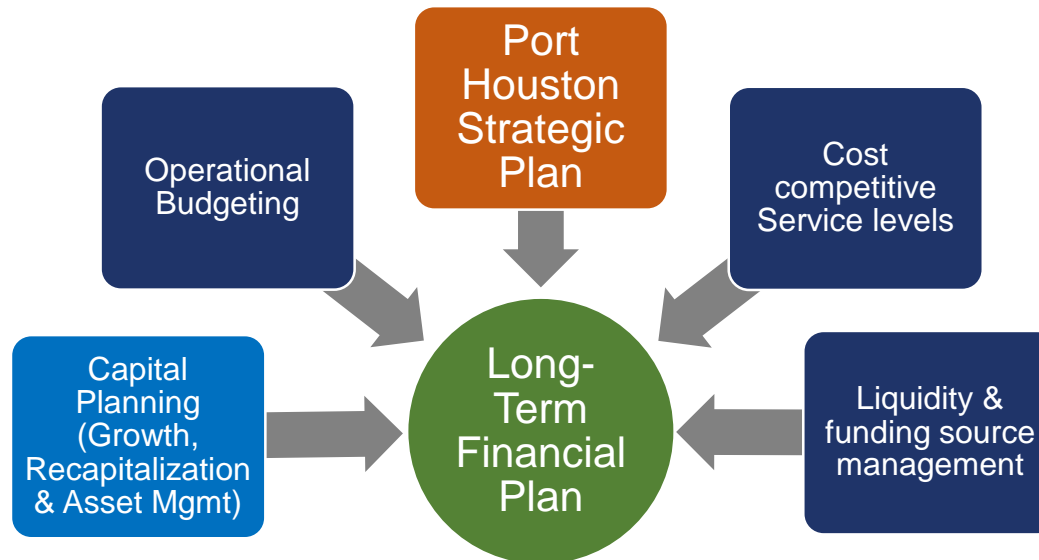 Port
Houston
Strategic
Plan
Operational
Budgeting
Cost
competitive
Service levels
Capital
Planning
(Growth,
Recapitalization
& Asset Mgmt)
Long-
Term
Financial
Plan
Liquidity &
funding source
management